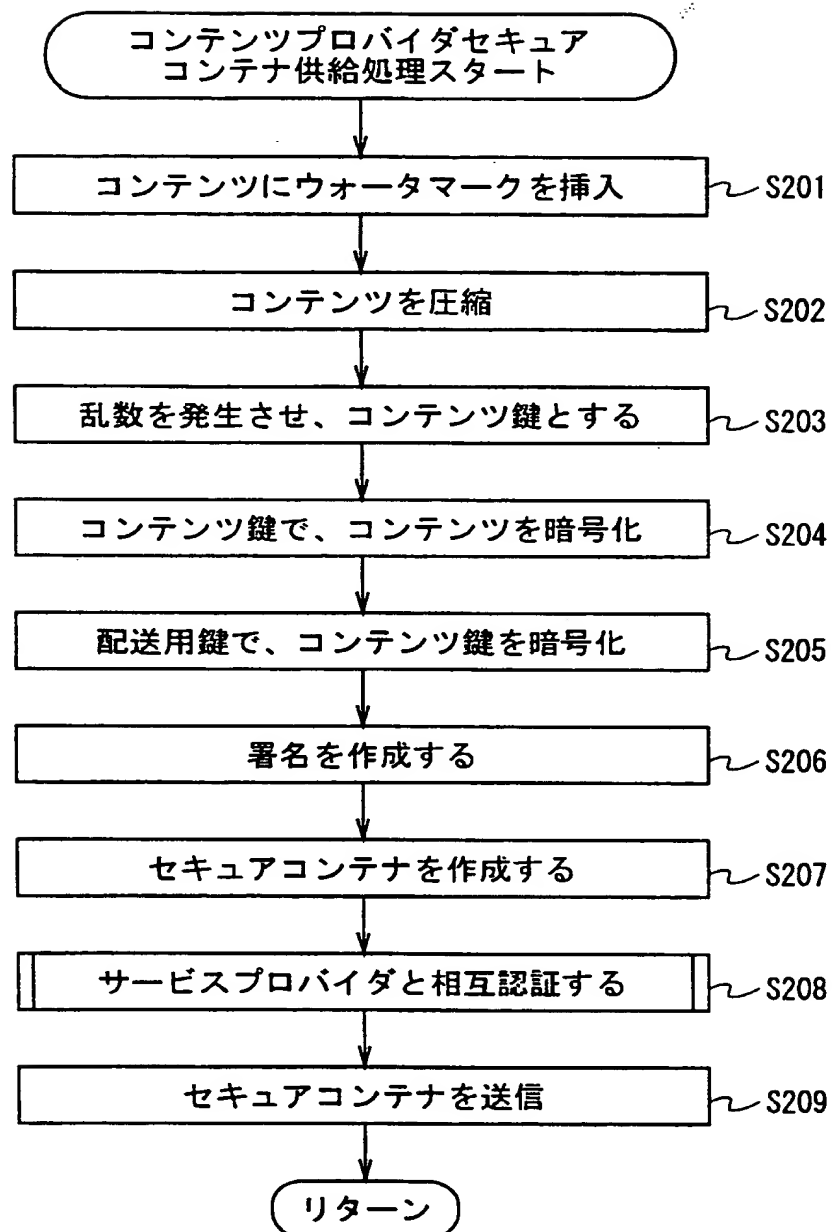 コンテンツプロバイダセキュア
コンテナ供給処理スタート
コンテンツにウォータマークを挿入
S201
コンテンツを圧縮
S202
乱数を発生させ、コンテンツ鍵とする
S203
コンテンツ鍵で、コンテンツを暗号化
S204
配送用鍵で、コンテンツ鍵を暗号化
S205
署名を作成する
S206
セキュアコンテナを作成する
S207
サービスプロバイダと相互認証する
S208
セキュアコンテナを送信
S209
リターン